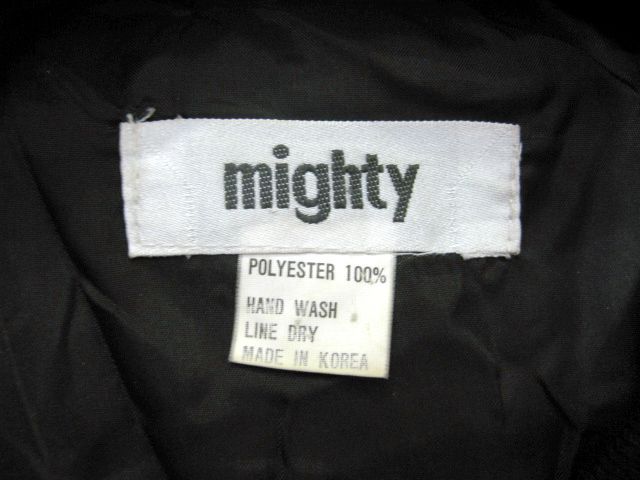 mighty
POLYESTER 100%
HAND WASH
LINE DRY
MADE IN KOREA